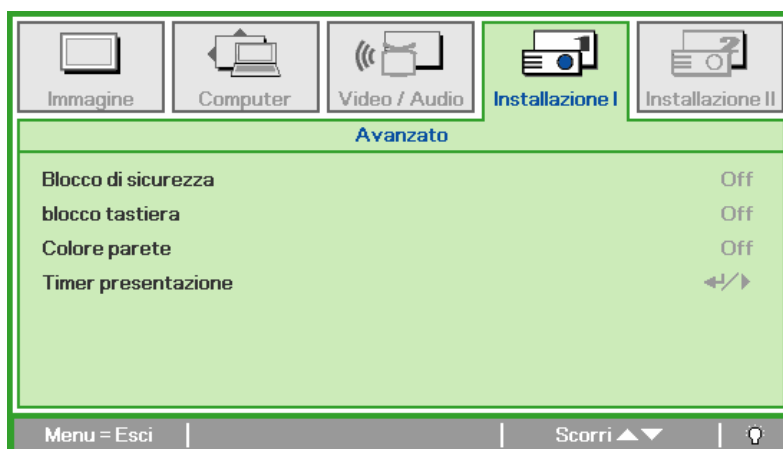 Immagine
Computer
Video / Audio
Installazione I
Installazione II
Avanzato
Blocco di sicurezza Off
blocco tastiera Off
Colore parete Off
Timer presentazione
Menu = Esci
Scorri